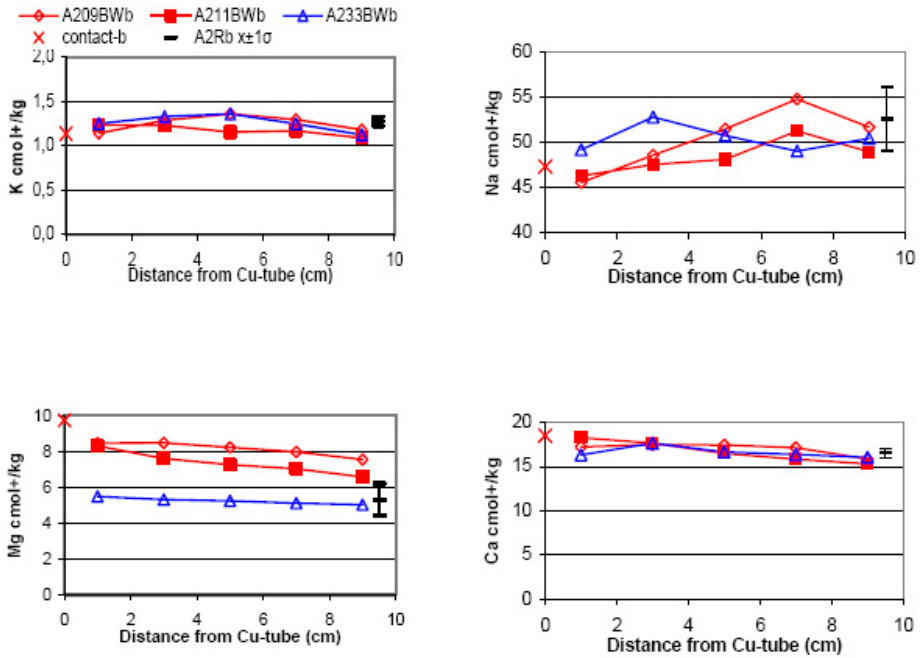 A209BWb A211BWb A233BWb
contact-b A2Rb x±1σ
K cmol+/kg
2,0
1,5
1,0
0,5
0,0
0 2 4 6 8 10
Distance from Cu-tube (cm)
Na cmol+/kg
60
55
50
45
40
0 2 4 6 8 10
Distance from Cu-tube (cm)
Mg cmol+/kg
10
8
6
4
2
0
0 2 4 6 8 10
Distance from Cu-tube (cm)
Ca cmol+/kg
20
15
10
5
0
0 2 4 6 8 10
Distance from Cu-tube (cm)